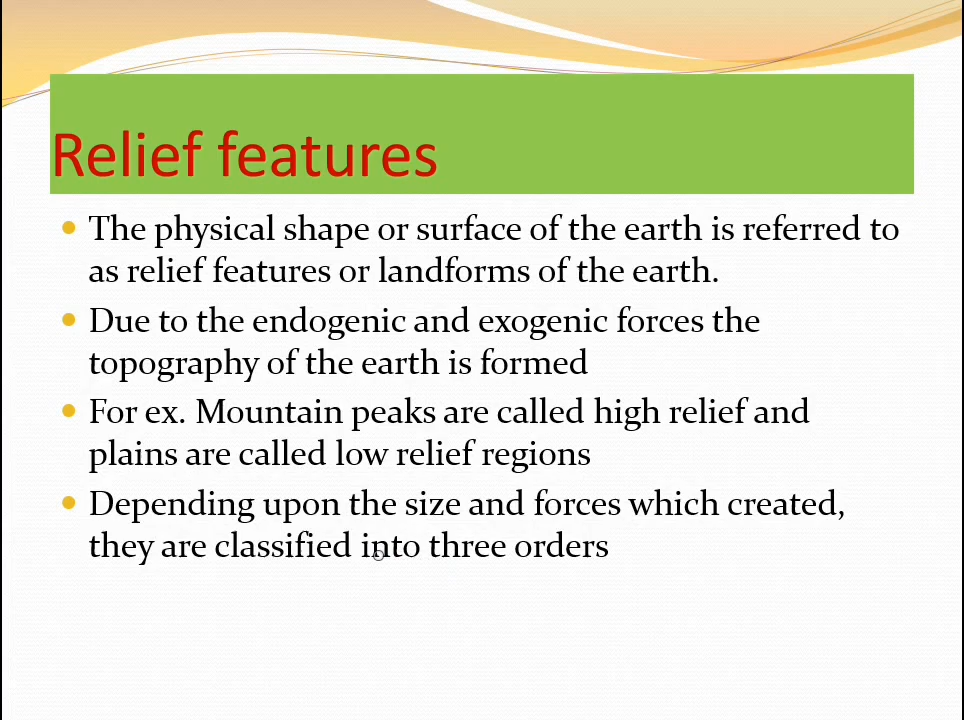 Relief features
The physical shape or surface of the earth is referred to
as relief features or landforms of the earth.
Due to the endogenic and exogenic forces the
topography of the earth is formed
For ex. Mountain peaks are called high relief and
plains are called low relief regions
Depending upon the size and forces which created,
they are classified into three orders